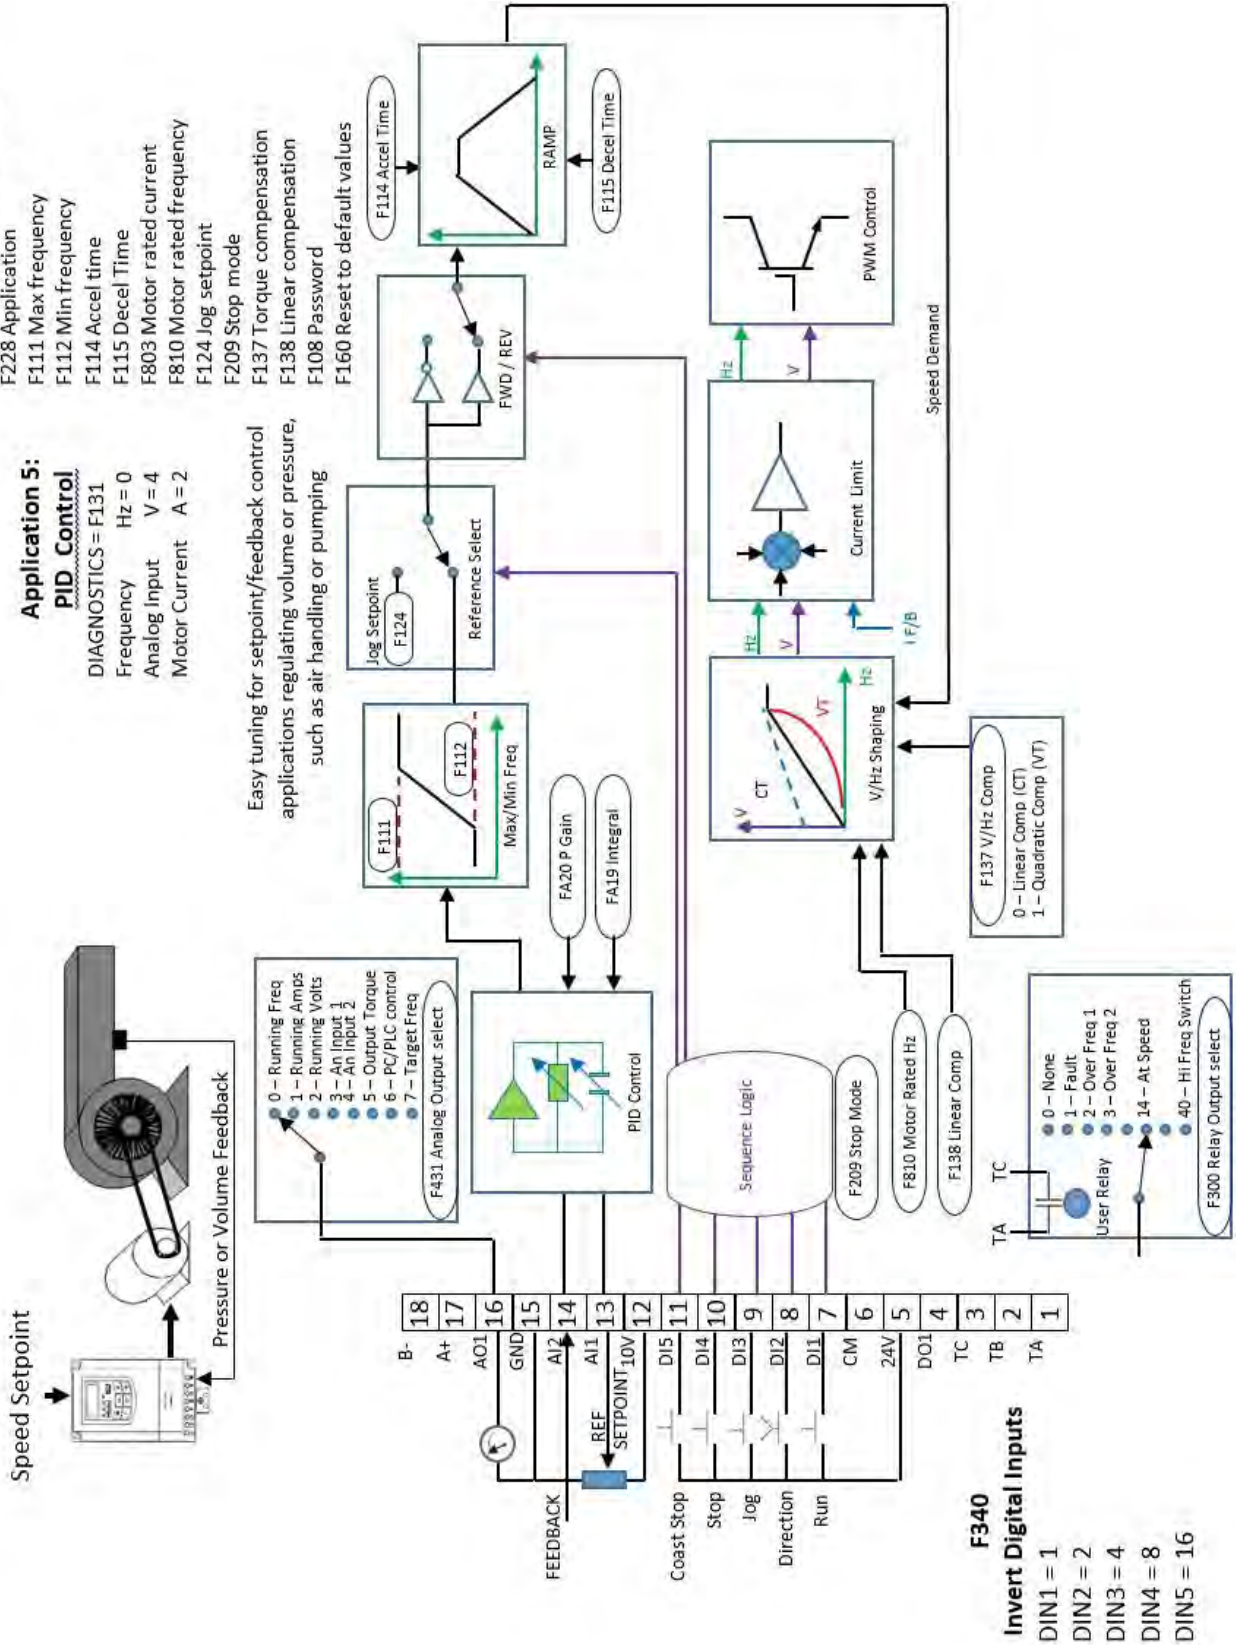 Speed Setpoint
Pressure or Volume Feedback
Application 5:
PID Control
DIAGNOSTICS = F131
Frequency Hz = 0
Analog Input V = 4
Motor Current A = 2
Easy tuning for setpoint/feedback control
applications regulating volume or pressure,
such as air handling or pumping
F228 Application
F111 Max frequency
F112 Min frequency
F114 Accel time
F115 Decel Time
F803 Motor rated current
F810 Motor rated frequency
F124 Jog setpoint
F209 Stop mode
F137 Torque compensation
F138 Linear compensation
F108 Password
F160 Reset to default values
0 – Running Freq
1 – Running Amps
2 – Running Volts
3 – An Input 1
4 – An Input 2
5 – Output Torque
6 – PC/PLC control
7 – Target Freq
F431 Analog Output select
F111
F112
Max/Min Freq
Jog Setpoint
F124
Reference Select
FWD / REV
F114 Accel Time
RAMP
F115 Decel Time
PID Control
FA20 P Gain
FA19 Integral
B- 18
A+ 17
AO1 16
GND 15
AI2 14
AI1 13
10V 12
DI5 11
DI4 10
DI3 9
DI2 8
DI1 7
CM 6
24V 5
DO1 4
TC 3
TB 2
TA 1
FEEDBACK
REF
SETPOINT
Coast Stop
Stop
Jog
Direction
Run
Sequence Logic
F209 Stop Mode
F810 Motor Rated Hz
F138 Linear Comp
V
CT
VT
Hz
V/Hz Shaping
F137 V/Hz Comp
0 – Linear Comp (CT)
1 – Quadratic Comp (VT)
Hz
V
I F/B
Current Limit
Hz
V
PWM Control
Speed Demand
TA
TC
User Relay
0 – None
1 – Fault
2 – Over Freq 1
3 – Over Freq 2
14 – At Speed
40 – Hi Freq Switch
F300 Relay Output select
F340
Invert Digital Inputs
DIN1 = 1
DIN2 = 2
DIN3 = 4
DIN4 = 8
DIN5 = 16